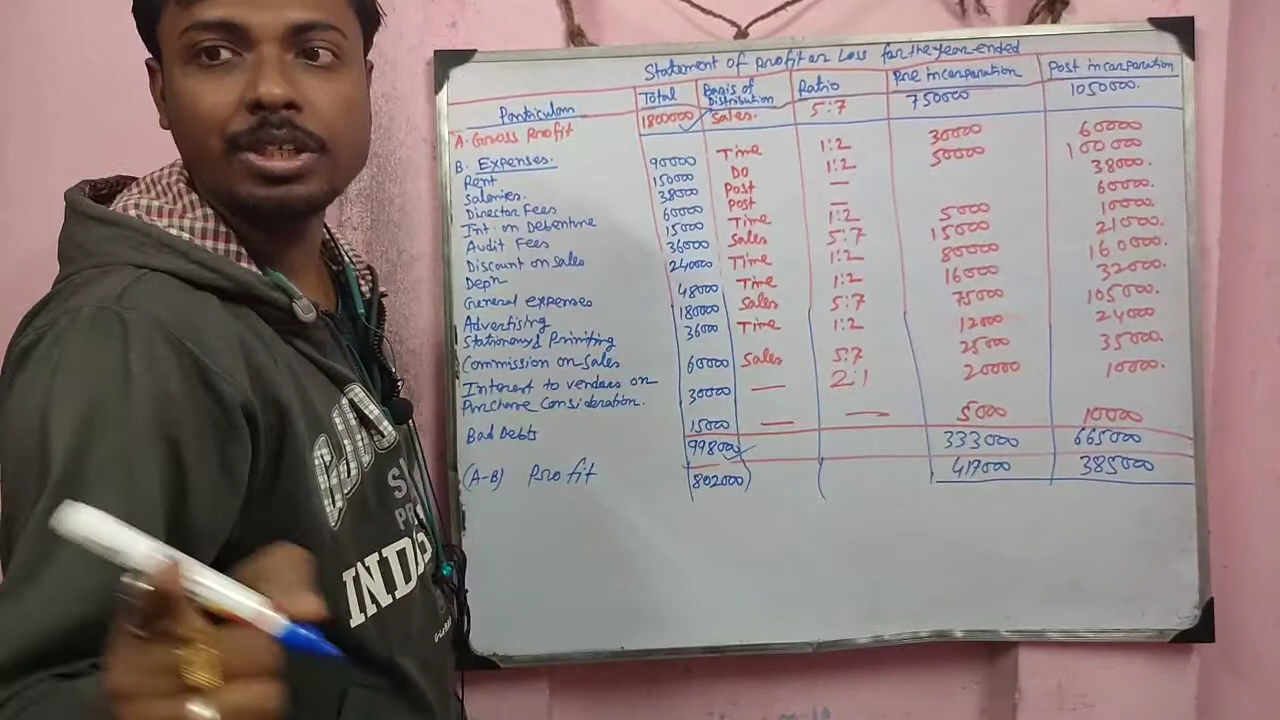 Statement of Profit or Loss for the year ended
Particulars Total Basis of Distribution Ratio Pre incorporation Post incorporation
A. Gross Profit 1800000 Sales. 5:7 750000 1050000.
B. Expenses.
Rent 90000 Time 1:2 30000 60000
Salaries. 150000 Do 1:2 50000 100000
Director Fees 38000 Post — 38000.
Int. on Debenture 60000 Post — 60000.
Audit Fees 15000 Time 1:2 5000 10000.
Discount on sales 36000 Sales 5:7 15000 21000.
Depn 240000 Time 1:2 80000 160000.
General expenses 48000 Time 1:2 16000 32000.
Advertising 180000 Sales 5:7 75000 105000.
Stationery & Printing 36000 Time 1:2 12000 24000
Commission on Sales 60000 Sales 5:7 25000 35000.
Interest to vendors on
Purchase Consideration. 30000 — 2:1 20000 10000.
Bad Debts 15000 — — 5000 10000
998000 333000 665000
(A-B) Profit 802000 417000 385000
INDI